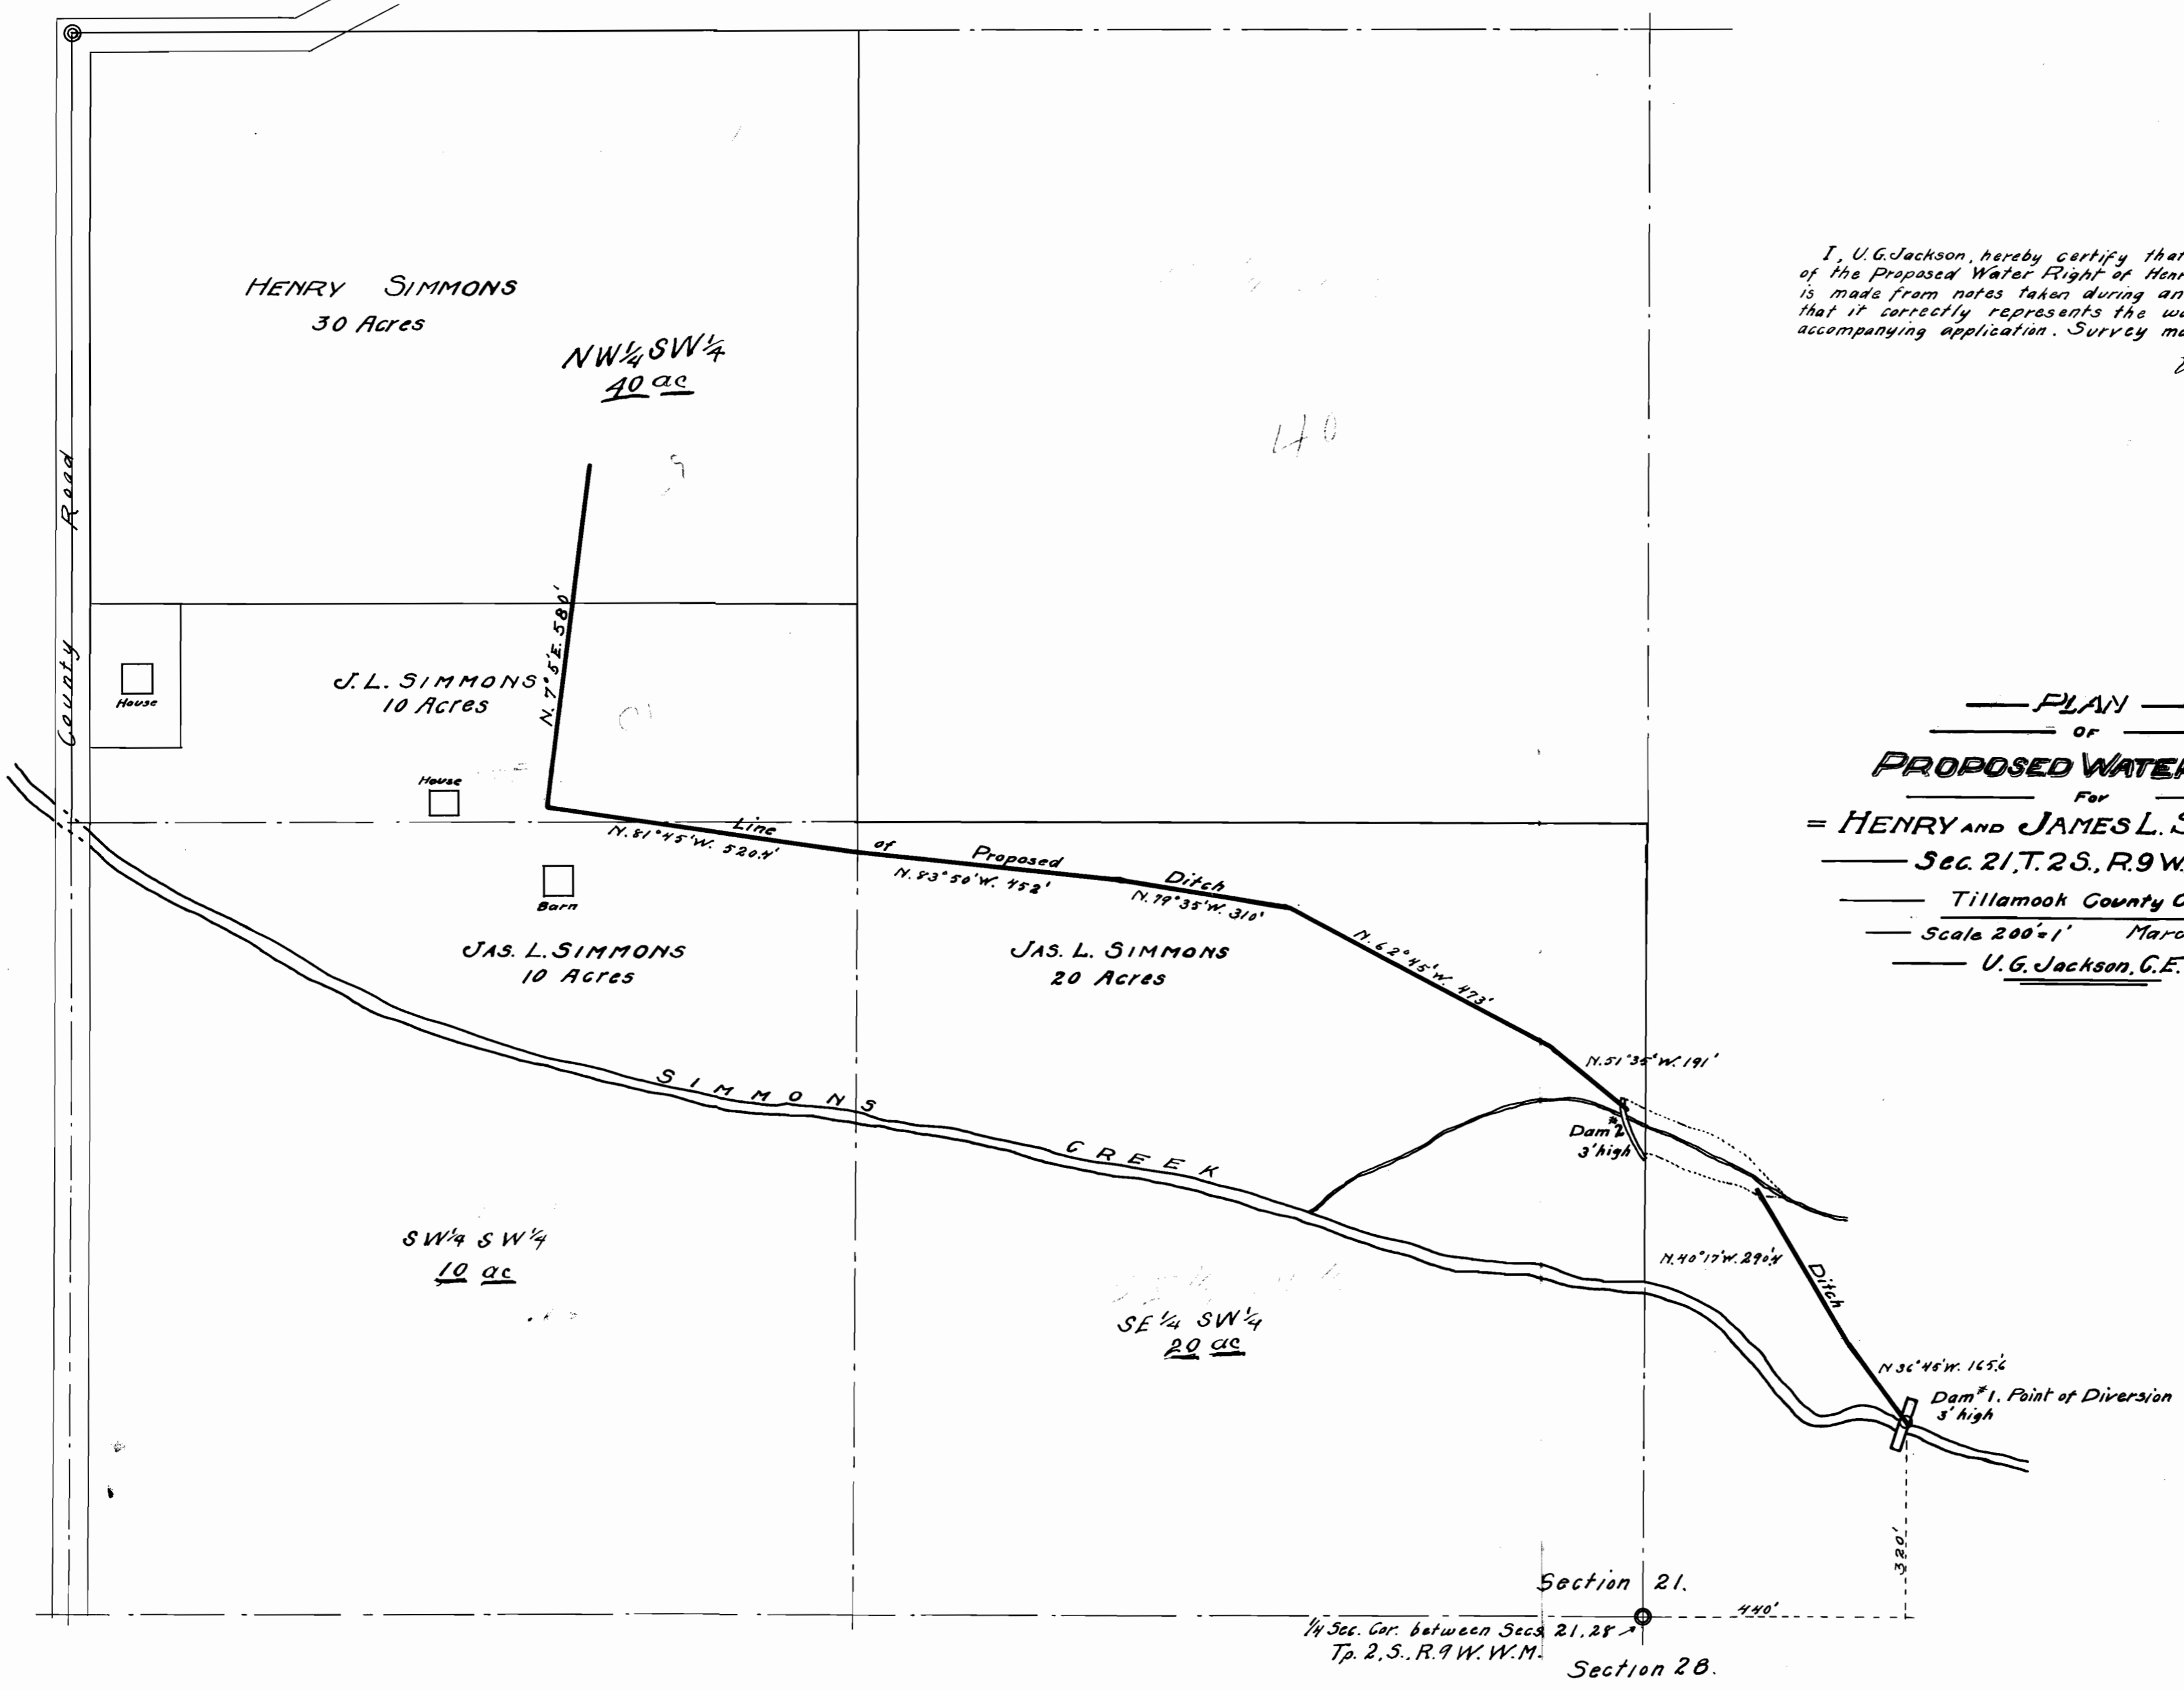 HENRY SIMMONS
30 Acres
NW¼ SW¼
40 ac
40
I, U.G. Jackson, hereby certify that
of the Proposed Water Right of Henr
is made from notes taken during an
that it correctly represents the wo
accompanying application. Survey ma
County Road
House
J. L. SIMMONS
10 Acres
N. 7° 5' E. 580'
House
PLAN
OF
PROPOSED WATER
For
= HENRY AND JAMES L. S
Sec. 21, T. 2 S., R. 9 W.
Tillamook County O
Scale 200'=1' Marc
U. G. Jackson, C.E.
Line of Proposed Ditch
N. 81° 45' W. 520.4'
N. 83° 50' W. 452'
N. 79° 35' W. 310'
N. 62° 45' W. 473'
N. 51° 35' W. 191'
Barn
JAS. L. SIMMONS
10 Acres
JAS. L. SIMMONS
20 Acres
SIMMONS CREEK
Dam #2
3' high
N. 40° 17' W. 290.4
Ditch
N 36° 45' W. 165.6
Dam #1. Point of Diversion
3' high
SW¼ SW¼
10 ac
SE¼ SW¼
20 ac
320'
440'
Section 21.
¼ Sec. Cor. between Secs 21, 28
Tp. 2, S., R. 9 W. W. M.
Section 28.